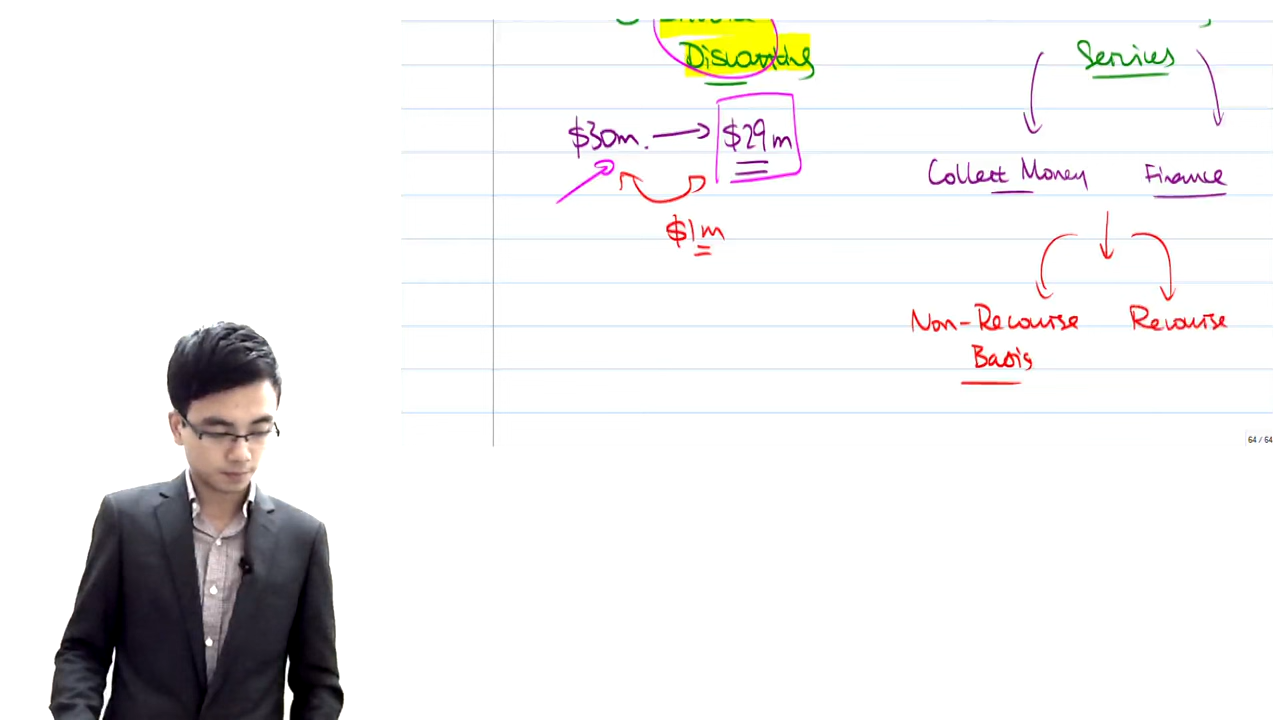 Discounting
$30m. → $29m
$1m
Services
Collect Money
Finance
Non-Recourse
Basis
Recourse
64 / 64